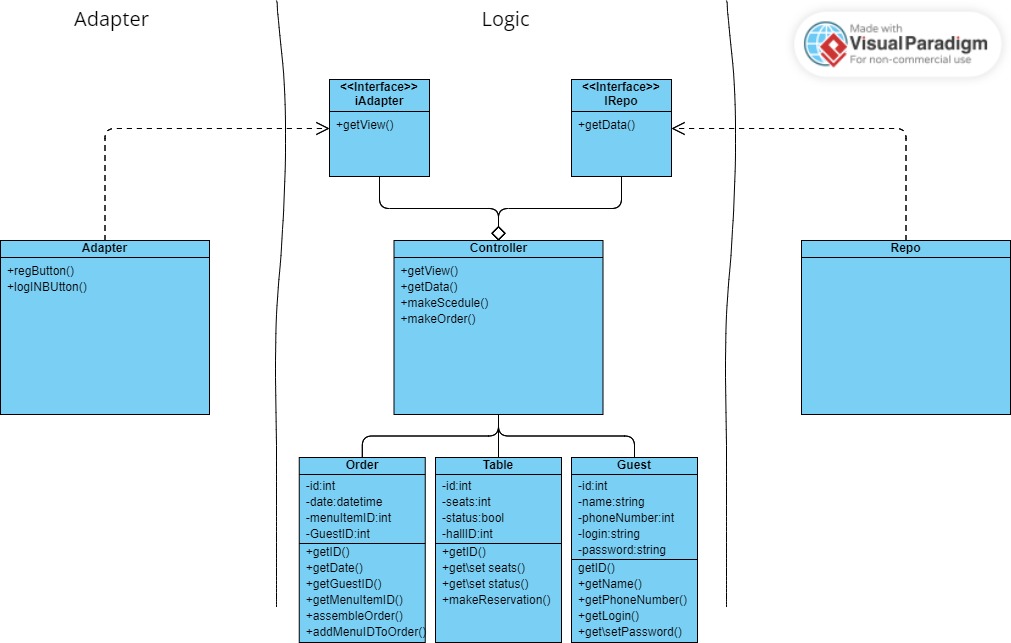 Adapter
Logic
Made with
Visual Paradigm
For non-commercial use
<<Interface>>
iAdapter
+getView()
<<Interface>>
IRepo
+getData()
Adapter
+regButton()
+logINBUtton()
Controller
+getView()
+getData()
+makeScedule()
+makeOrder()
Repo
Order
-id:int
-date:datetime
-menuItemID:int
-GuestID:int
+getID()
+getDate()
+getGuestID()
+getMenuItemID()
+assembleOrder()
+addMenuIDToOrder()
Table
-id:int
-seats:int
-status:bool
-hallID:int
+getID()
+get\set seats()
+get\set status()
+makeReservation()
Guest
-id:int
-name:string
-phoneNumber:int
-login:string
-password:string
getID()
+getName()
+getPhoneNumber()
+getLogin()
+get\setPassword()